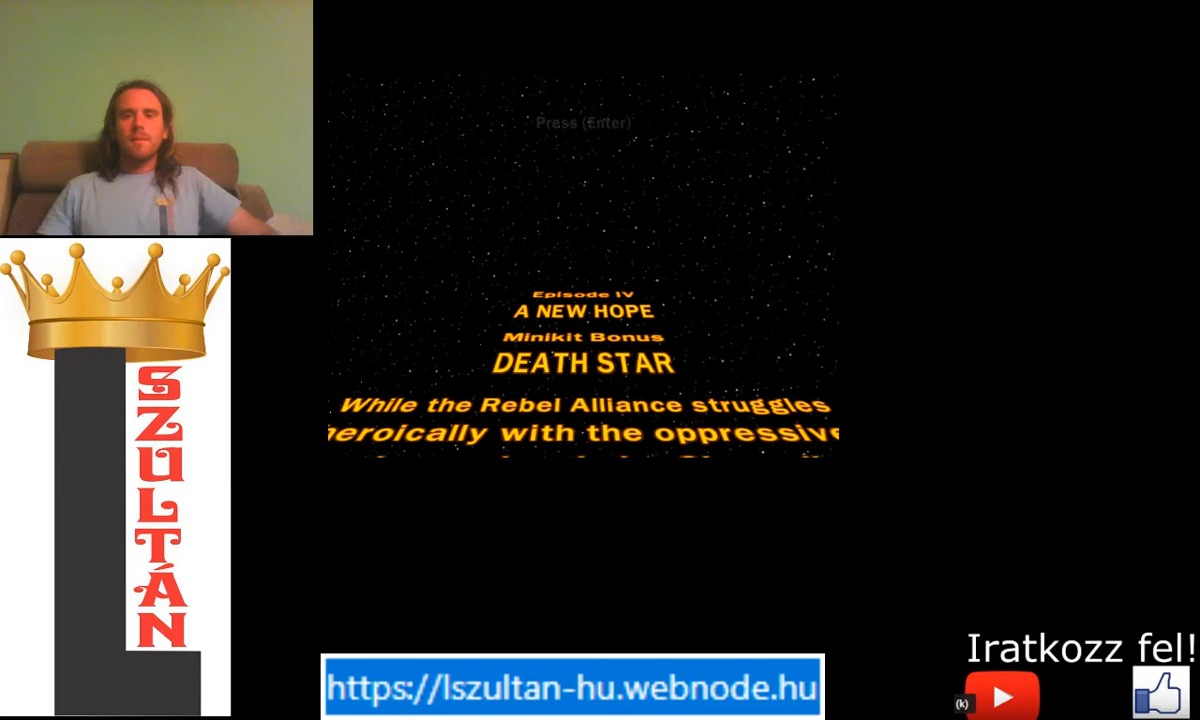 Press (Enter)
Episode IV
A NEW HOPE
Minikit Bonus
DEATH STAR
While the Rebel Alliance struggles
heroically with the oppressive
L
SZULTÁN
https://lszultan-hu.webnode.hu
Iratkozz fel!
(k)